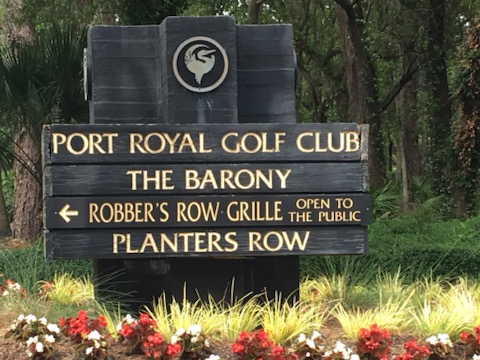 PORT ROYAL GOLF CLUB
THE BARONY
← ROBBER'S ROW GRILLE OPEN TO THE PUBLIC
PLANTERS ROW